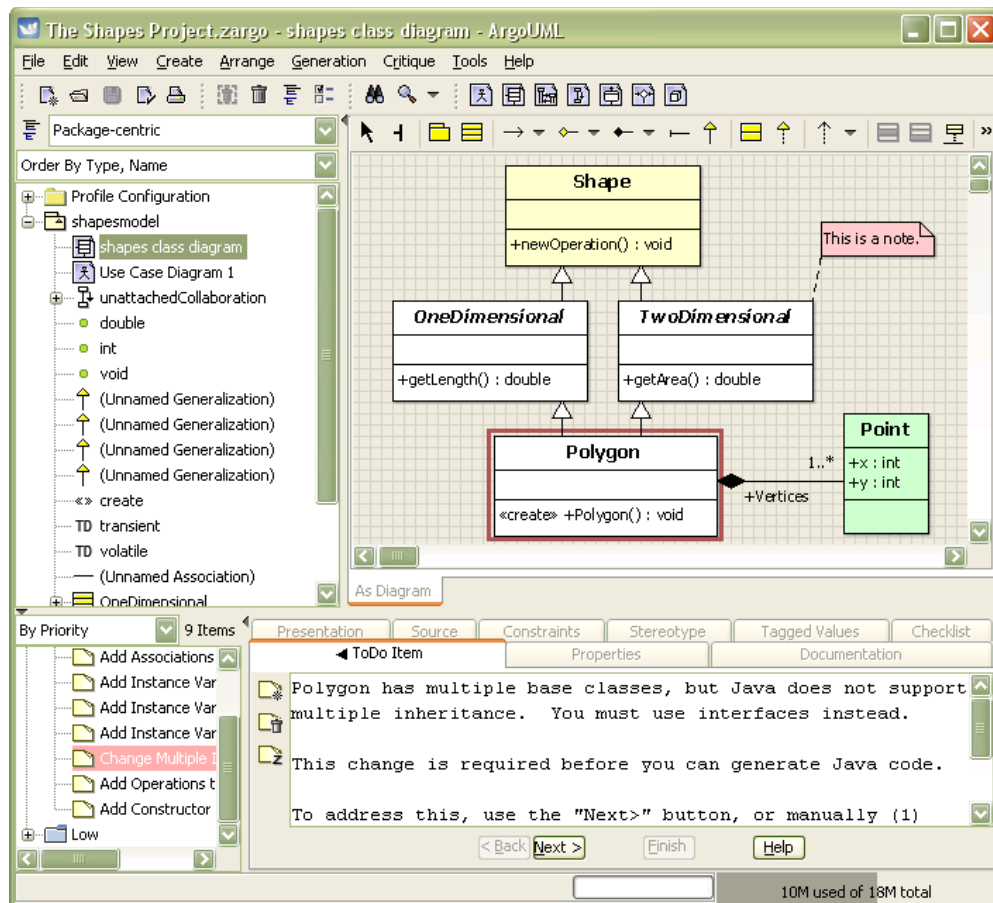 The Shapes Project.zargo - shapes class diagram - ArgoUML
File Edit View Create Arrange Generation Critique Tools Help
Package-centric
Order By Type, Name
Profile Configuration
shapesmodel
shapes class diagram
Use Case Diagram 1
unattachedCollaboration
double
int
void
(Unnamed Generalization)
(Unnamed Generalization)
(Unnamed Generalization)
(Unnamed Generalization)
«» create
TD transient
TD volatile
(Unnamed Association)
OneDimensional
Shape
+newOperation() : void
This is a note.
OneDimensional
+getLength() : double
TwoDimensional
+getArea() : double
Polygon
«create» +Polygon() : void
1..*
+Vertices
Point
+x : int
+y : int
As Diagram
By Priority 9 Items
Add Associations
Add Instance Var
Add Instance Var
Add Instance Var
Change Multiple I
Add Operations t
Add Constructor
Low
Presentation Source Constraints Stereotype Tagged Values Checklist
ToDo Item Properties Documentation
Polygon has multiple base classes, but Java does not support
multiple inheritance. You must use interfaces instead.
This change is required before you can generate Java code.
To address this, use the "Next>" button, or manually (1)
< Back Next > Finish Help
10M used of 18M total